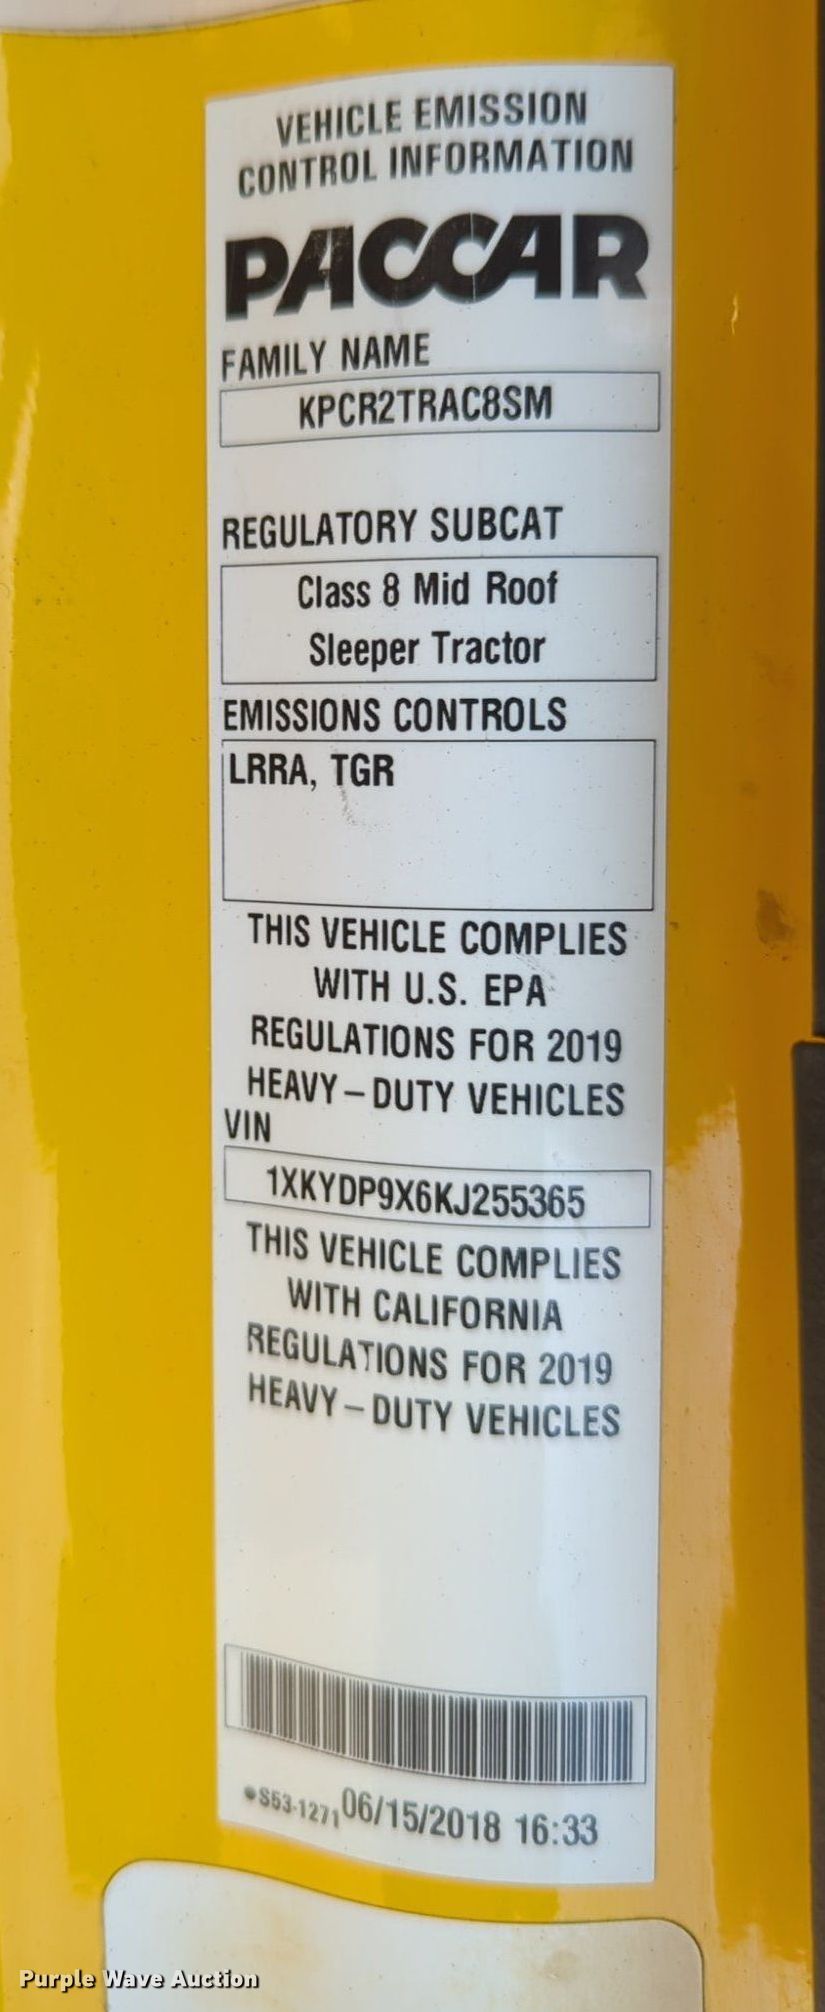 VEHICLE EMISSION
CONTROL INFORMATION
PACCAR
FAMILY NAME
KPCR2TRAC8SM
REGULATORY SUBCAT
Class 8 Mid Roof
Sleeper Tractor
EMISSIONS CONTROLS
LRRA, TGR
THIS VEHICLE COMPLIES
WITH U.S. EPA
REGULATIONS FOR 2019
HEAVY – DUTY VEHICLES
VIN
1XKYDP9X6KJ255365
THIS VEHICLE COMPLIES
WITH CALIFORNIA
REGULATIONS FOR 2019
HEAVY – DUTY VEHICLES
S53-1271 06/15/2018 16:33
Purple Wave Auction